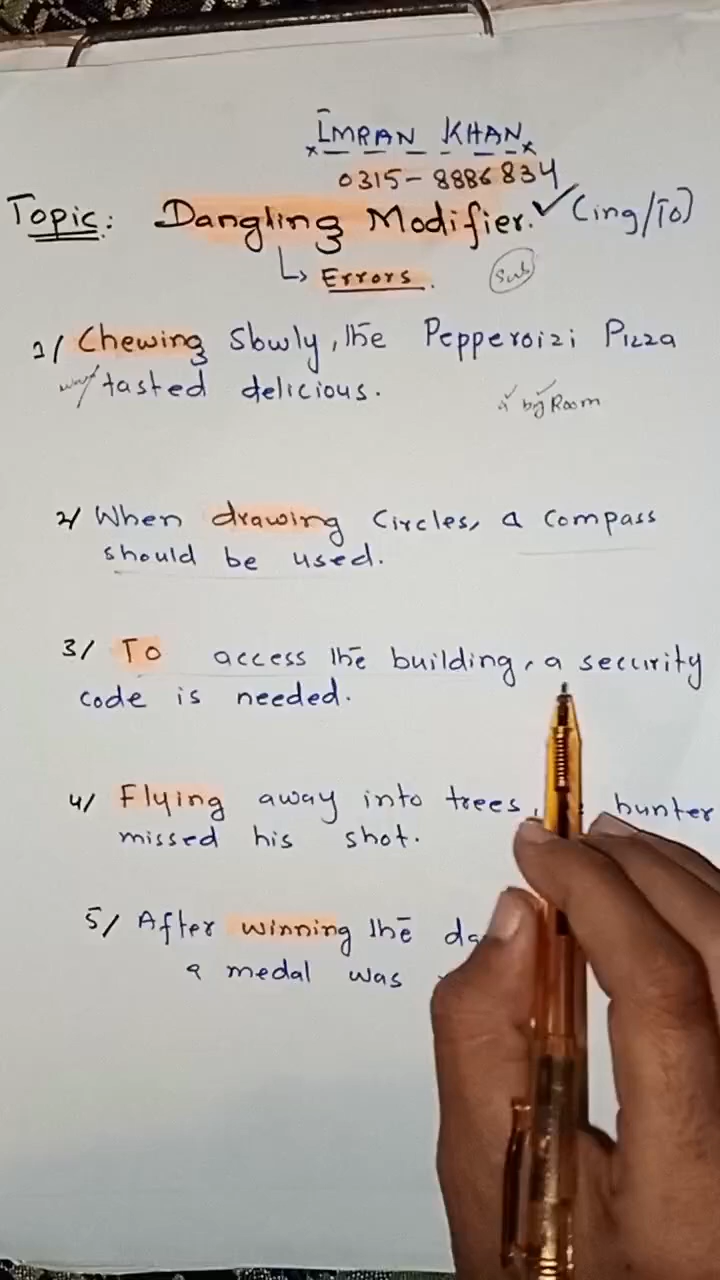 IMRAN KHAN
0315-8886834
Topic: Dangling Modifier. ✓ (ing/To)
↳ Errors. Sub
1/ Chewing Slowly, the Pepperoizi Pizza
tasted delicious. a big Room
2/ When drawing Circles, a Compass
should be used.
3/ To access the building, a security
code is needed.
4/ Flying away into trees, hunter
missed his shot.
5/ After winning the
a medal was